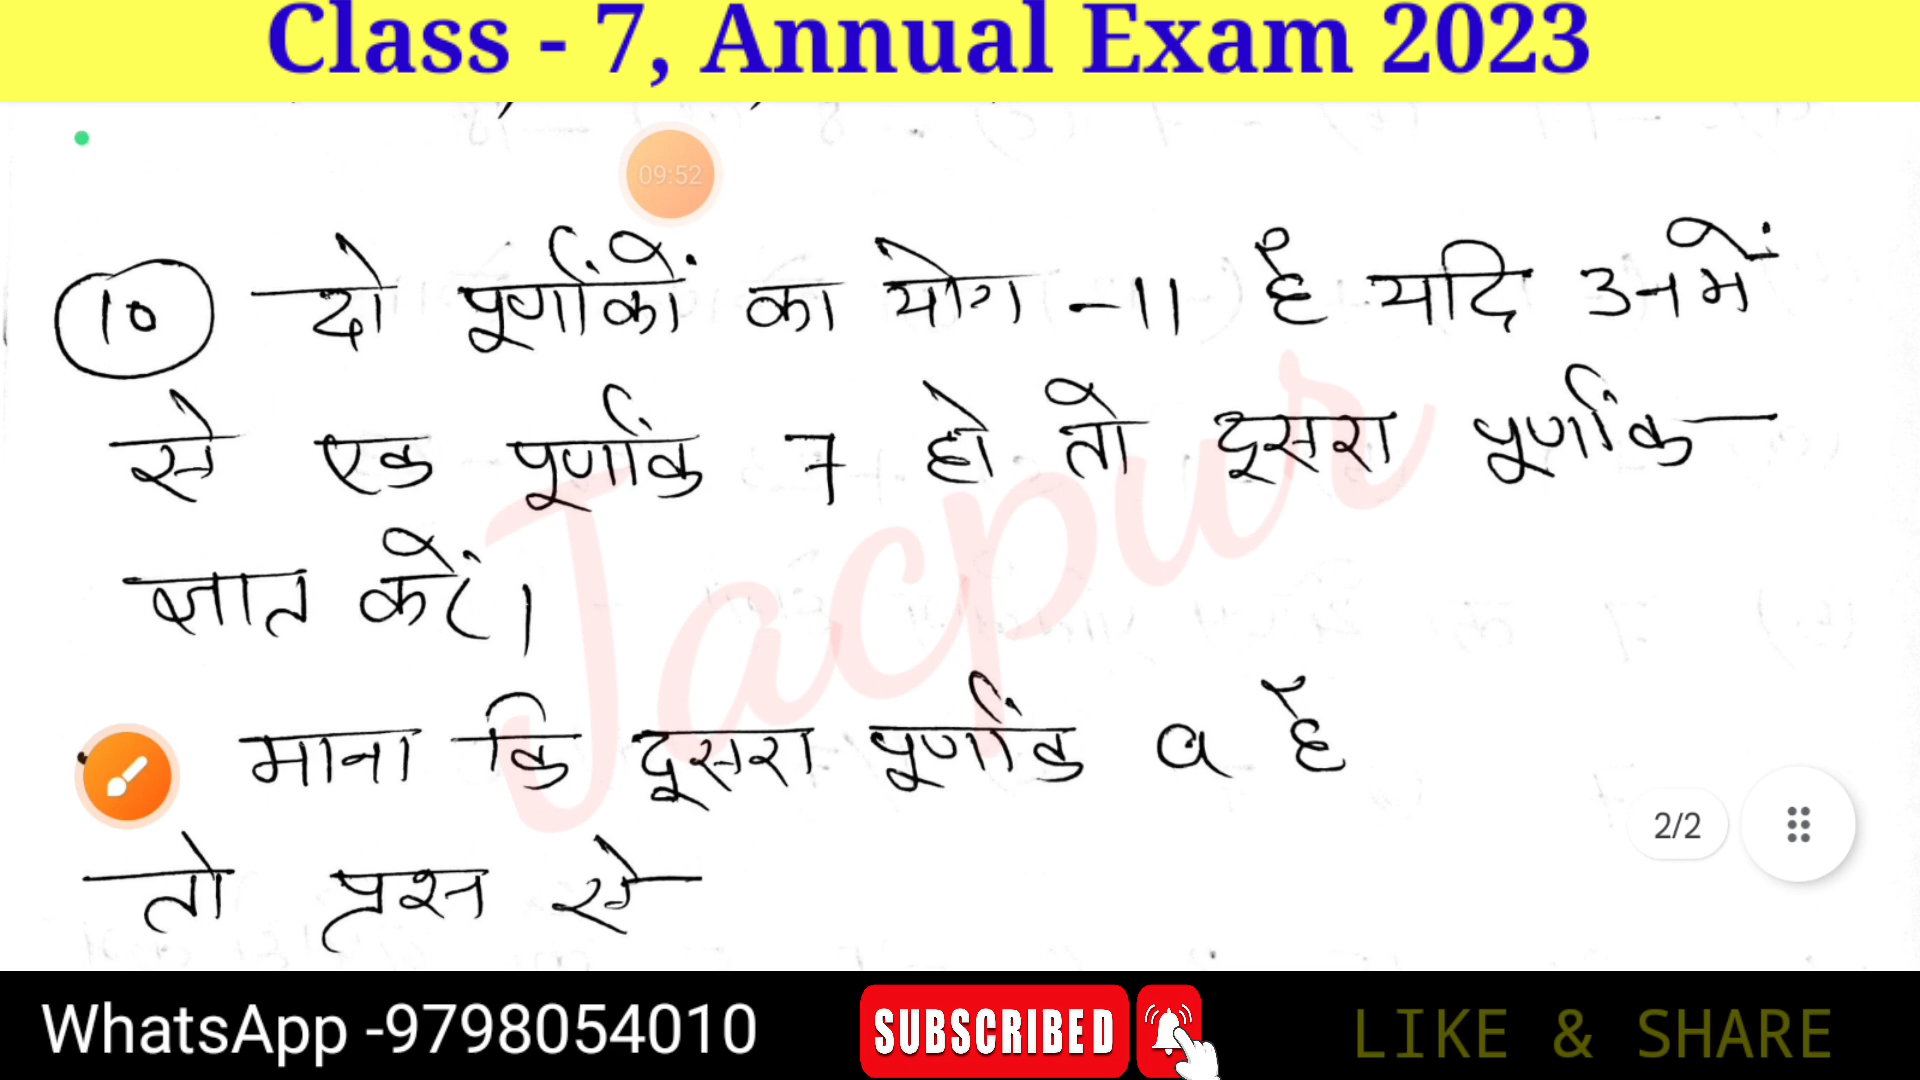 Class - 7, Annual Exam 2023
09:52
10 दो पूर्णांकों का योग -11 है यदि उनमें
से एक पूर्णांक 7 हो तो दूसरा पूर्णांक
ज्ञात करें।
माना कि दूसरा पूर्णांक a है
2/2
तो प्रश्न से
Jacpur
WhatsApp -9798054010 SUBSCRIBED LIKE & SHARE